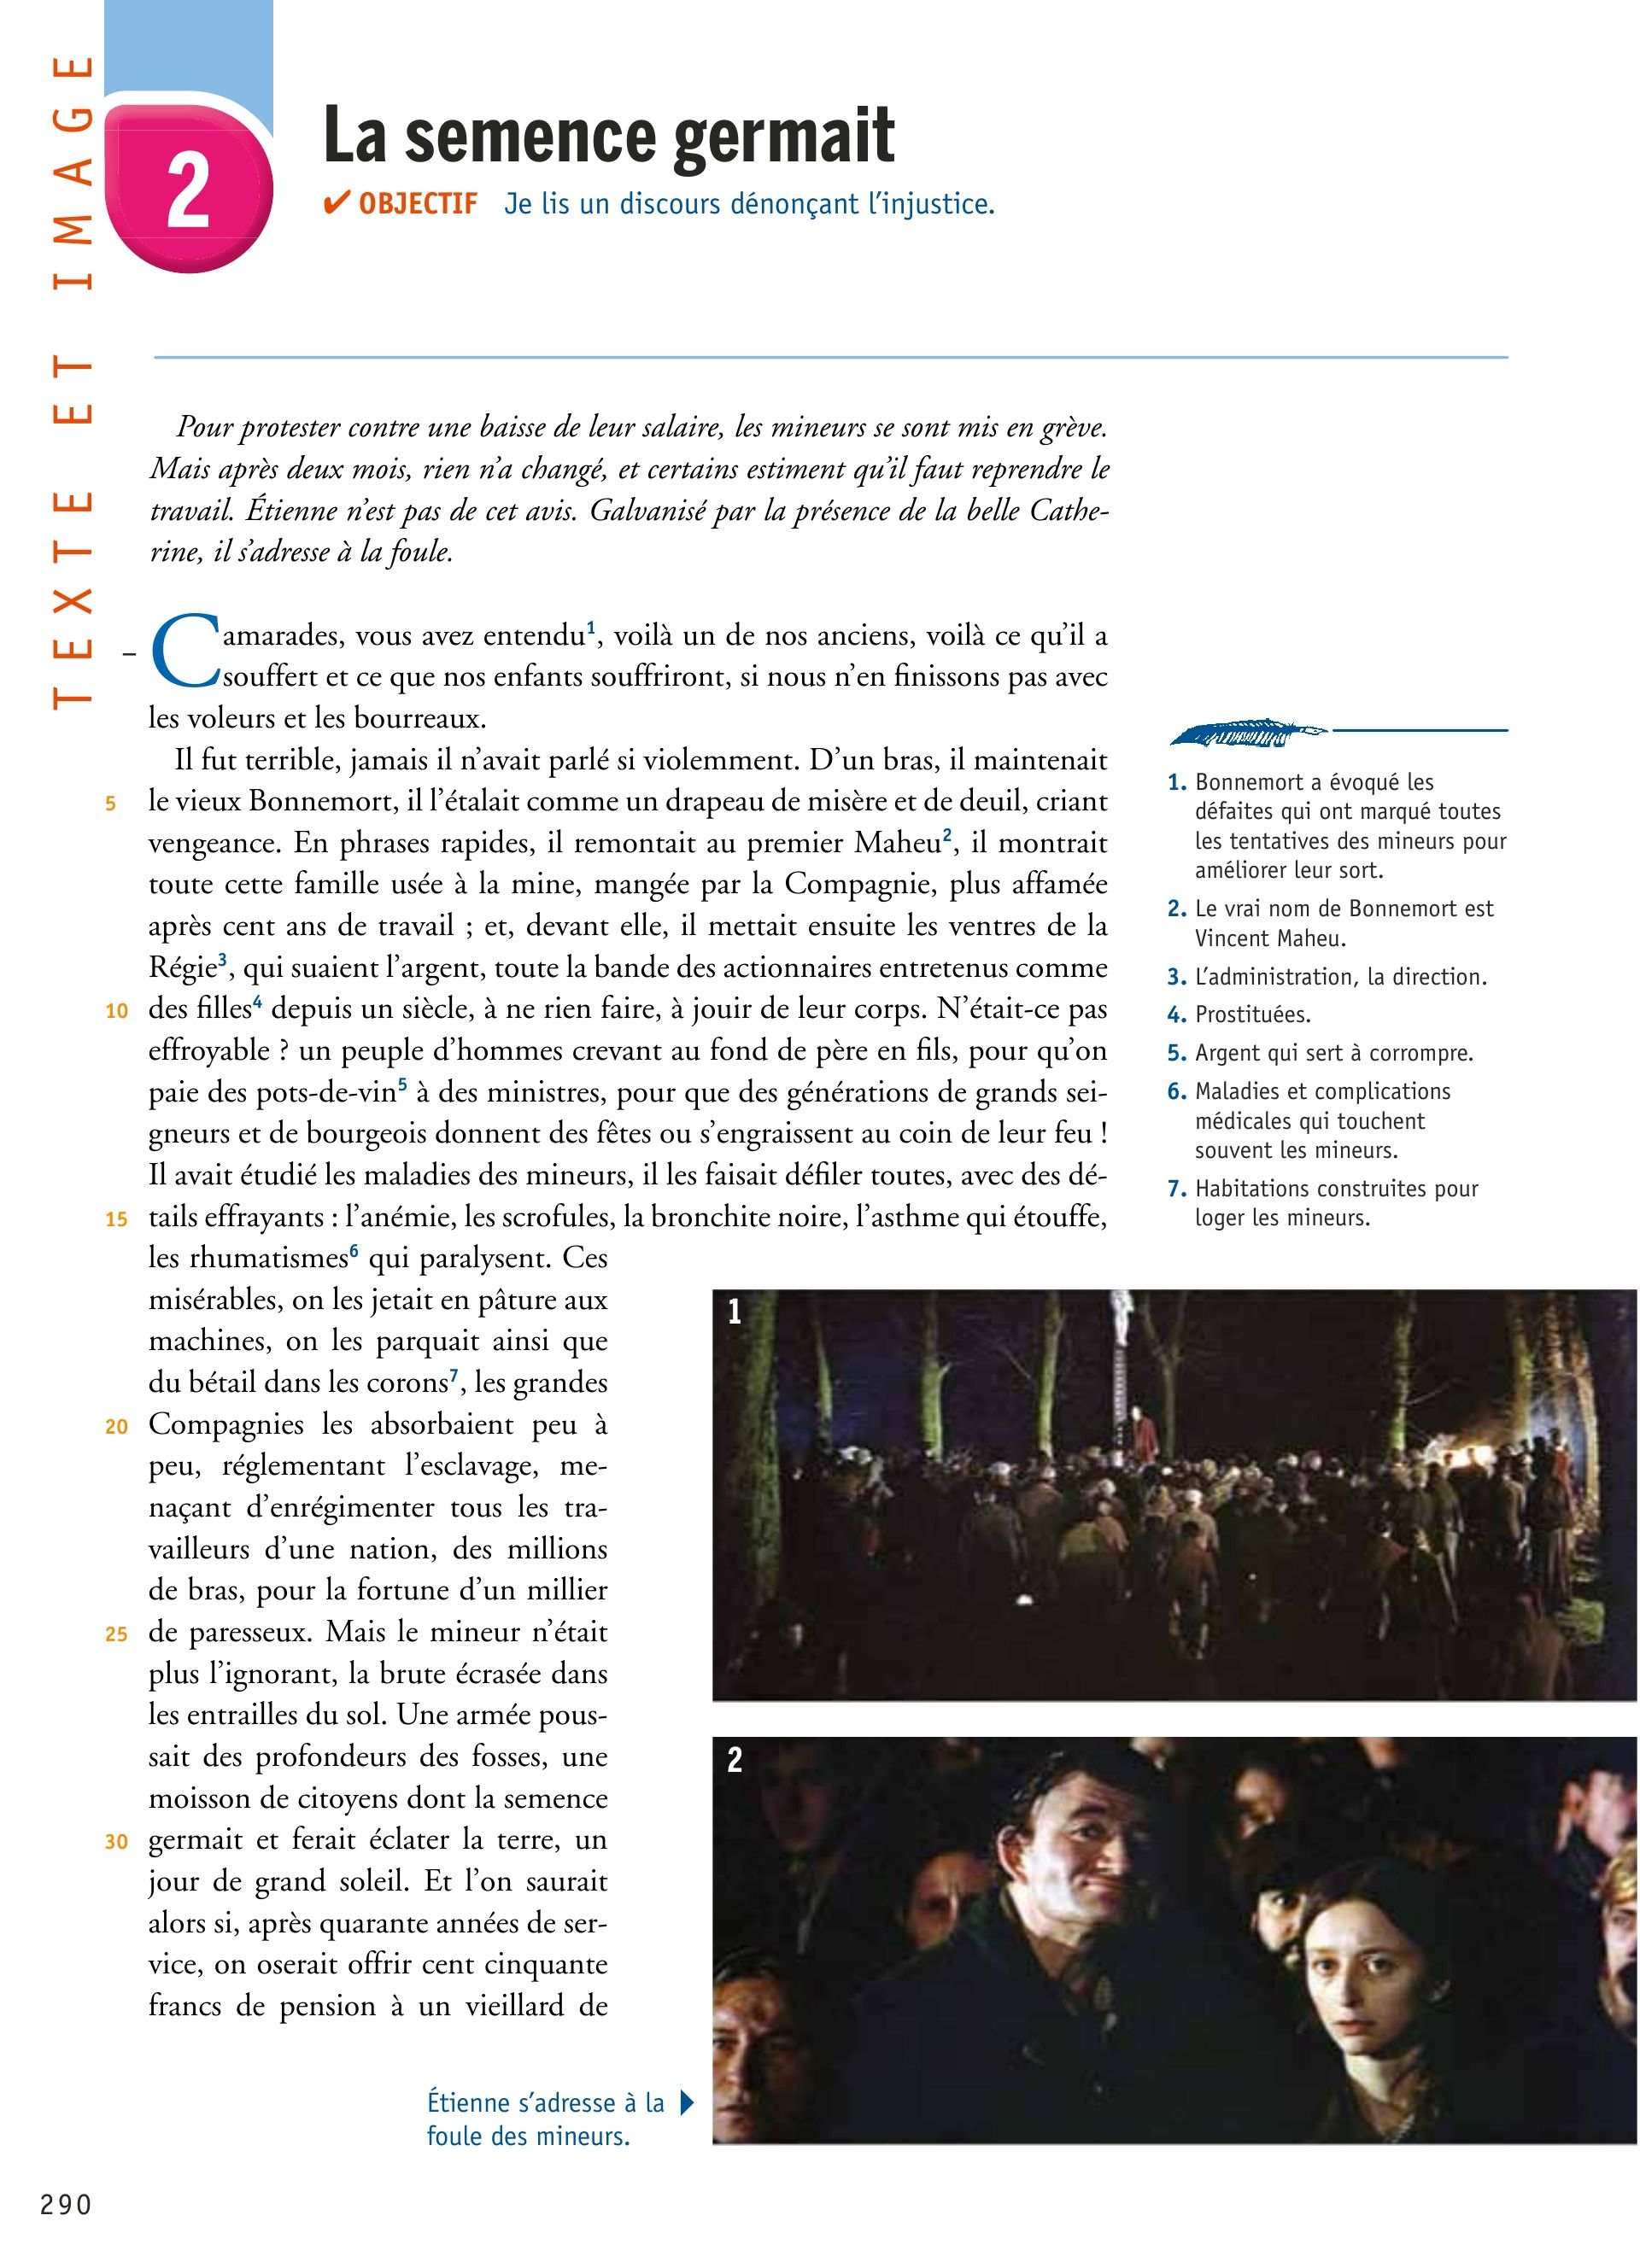 TEXTE ET IMAGE
2
La semence germait
✔ OBJECTIF Je lis un discours dénonçant l’injustice.
Pour protester contre une baisse de leur salaire, les mineurs se sont mis en grève.
Mais après deux mois, rien n’a changé, et certains estiment qu’il faut reprendre le
travail. Étienne n’est pas de cet avis. Galvanisé par la présence de la belle Cathe-
rine, il s’adresse à la foule.
– Camarades, vous avez entendu1, voilà un de nos anciens, voilà ce qu’il a
souffert et ce que nos enfants souffriront, si nous n’en finissons pas avec
les voleurs et les bourreaux.
Il fut terrible, jamais il n’avait parlé si violemment. D’un bras, il maintenait
5 le vieux Bonnemort, il l’étalait comme un drapeau de misère et de deuil, criant
vengeance. En phrases rapides, il remontait au premier Maheu2, il montrait
toute cette famille usée à la mine, mangée par la Compagnie, plus affamée
après cent ans de travail ; et, devant elle, il mettait ensuite les ventres de la
Régie3, qui suaient l’argent, toute la bande des actionnaires entretenus comme
10 des filles4 depuis un siècle, à ne rien faire, à jouir de leur corps. N’était-ce pas
effroyable ? un peuple d’hommes crevant au fond de père en fils, pour qu’on
paie des pots-de-vin5 à des ministres, pour que des générations de grands sei-
gneurs et de bourgeois donnent des fêtes ou s’engraissent au coin de leur feu !
Il avait étudié les maladies des mineurs, il les faisait défiler toutes, avec des dé-
15 tails effrayants : l’anémie, les scrofules, la bronchite noire, l’asthme qui étouffe,
les rhumatismes6 qui paralysent. Ces
misérables, on les jetait en pâture aux
machines, on les parquait ainsi que
du bétail dans les corons7, les grandes
20 Compagnies les absorbaient peu à
peu, réglementant l’esclavage, me-
naçant d’enrégimenter tous les tra-
vailleurs d’une nation, des millions
de bras, pour la fortune d’un millier
25 de paresseux. Mais le mineur n’était
plus l’ignorant, la brute écrasée dans
les entrailles du sol. Une armée pous-
sait des profondeurs des fosses, une
moisson de citoyens dont la semence
30 germait et ferait éclater la terre, un
jour de grand soleil. Et l’on saurait
alors si, après quarante années de ser-
vice, on oserait offrir cent cinquante
francs de pension à un vieillard de
1. Bonnemort a évoqué les
défaites qui ont marqué toutes
les tentatives des mineurs pour
améliorer leur sort.
2. Le vrai nom de Bonnemort est
Vincent Maheu.
3. L’administration, la direction.
4. Prostituées.
5. Argent qui sert à corrompre.
6. Maladies et complications
médicales qui touchent
souvent les mineurs.
7. Habitations construites pour
loger les mineurs.
1
2
Étienne s’adresse à la
foule des mineurs.
290